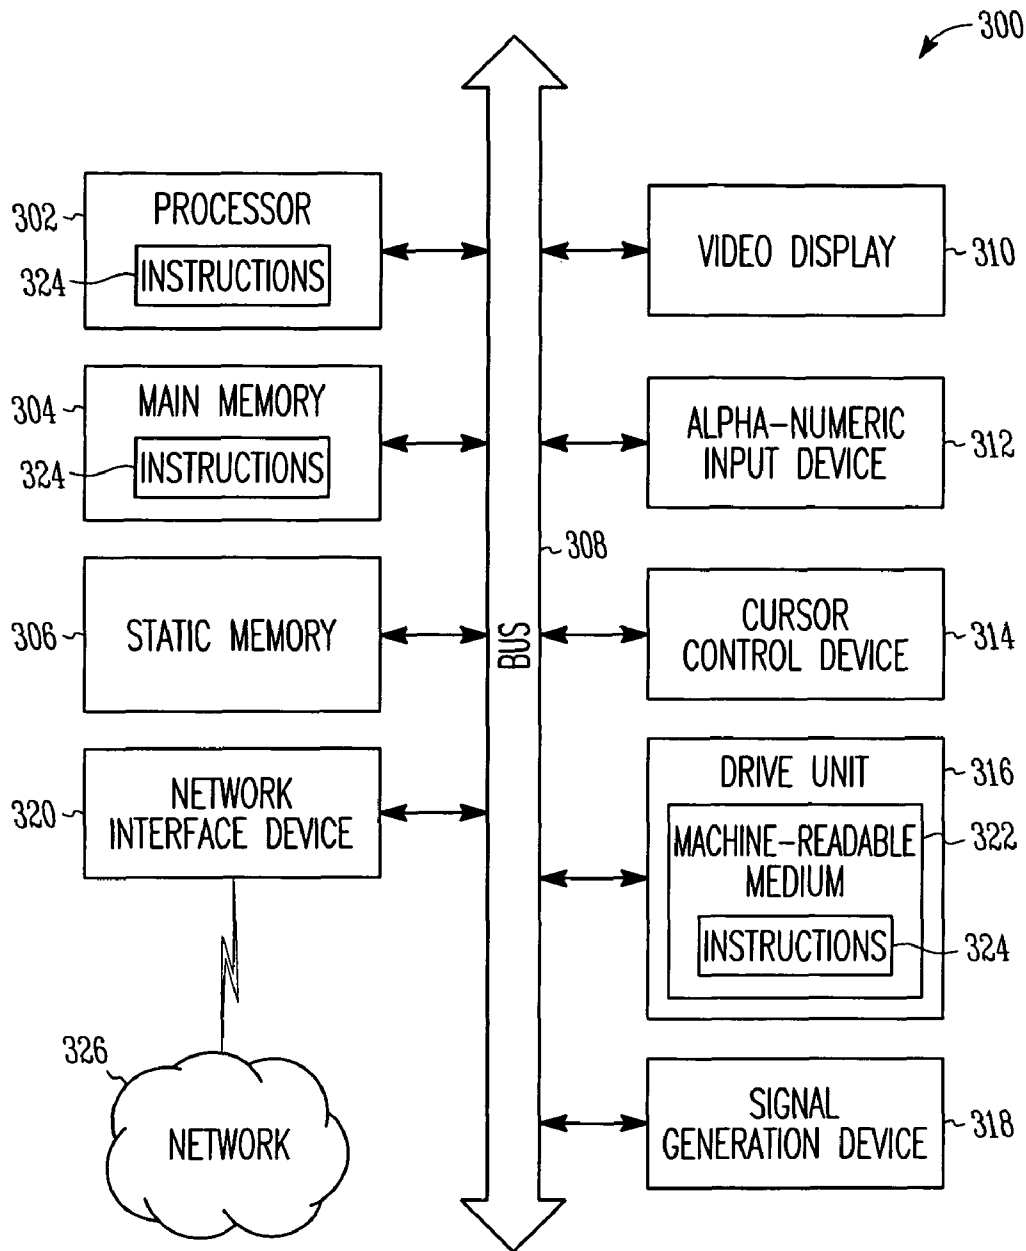 300
302
PROCESSOR
324
INSTRUCTIONS
304
MAIN MEMORY
324
INSTRUCTIONS
306
STATIC MEMORY
320
NETWORK
INTERFACE DEVICE
326
NETWORK
BUS
308
VIDEO DISPLAY
310
ALPHA-NUMERIC
INPUT DEVICE
312
CURSOR
CONTROL DEVICE
314
DRIVE UNIT
316
MACHINE-READABLE
MEDIUM
322
INSTRUCTIONS
324
SIGNAL
GENERATION DEVICE
318